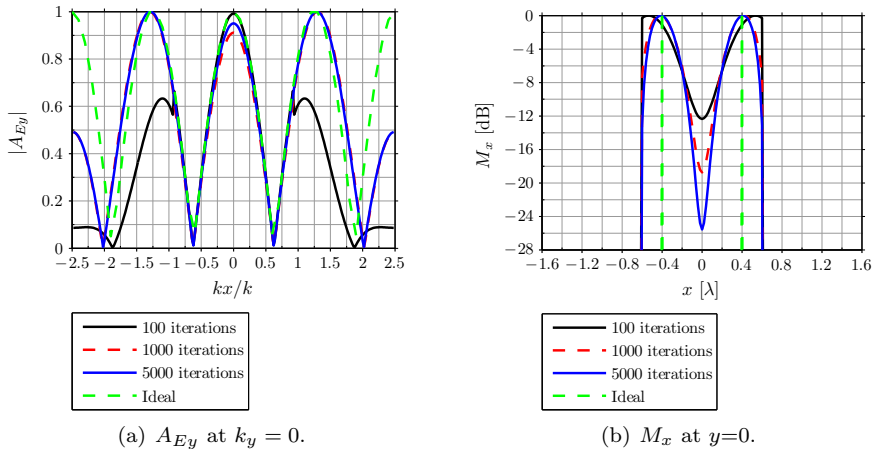 1
0.8
0.6
0.4
0.2
0
|A_{Ey}|
−2.5 −2 −1.5 −1 −0.5 0 0.5 1 1.5 2 2.5
kx/k
100 iterations
1000 iterations
5000 iterations
Ideal
(a) A_{Ey} at k_y = 0.
0
−4
−8
−12
−16
−20
−24
−28
M_x [dB]
−1.6 −1.2 −0.8 −0.4 0 0.4 0.8 1.2 1.6
x [λ]
100 iterations
1000 iterations
5000 iterations
Ideal
(b) M_x at y=0.